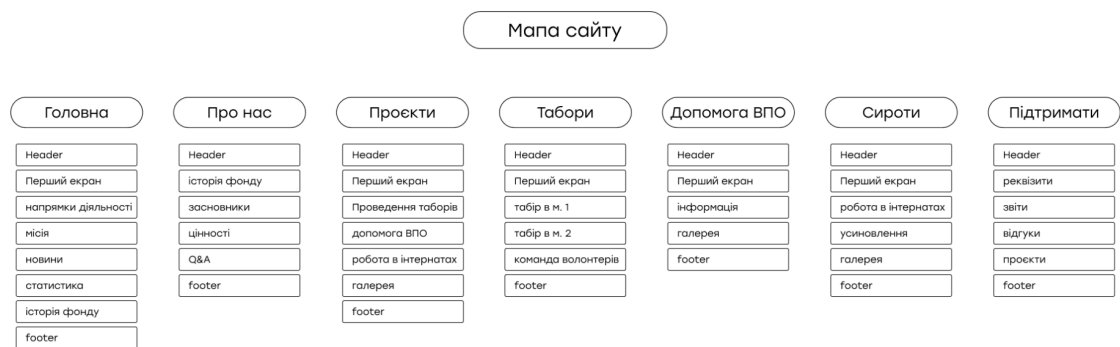 Мапа сайту
Головна
Header
Перший екран
напрямки діяльності
місія
новини
статистика
історія фонду
footer
Про нас
Header
історія фонду
засновники
цінності
Q&A
footer
Проєкти
Header
Перший екран
Проведення таборів
допомога ВПО
робота в інтернатах
галерея
footer
Табори
Header
Перший екран
табір в м. 1
табір в м. 2
команда волонтерів
footer
Допомога ВПО
Header
Перший екран
інформація
галерея
footer
Сироти
Header
Перший екран
робота в інтернатах
усиновлення
галерея
footer
Підтримати
Header
реквізити
звіти
відгуки
проєкти
footer